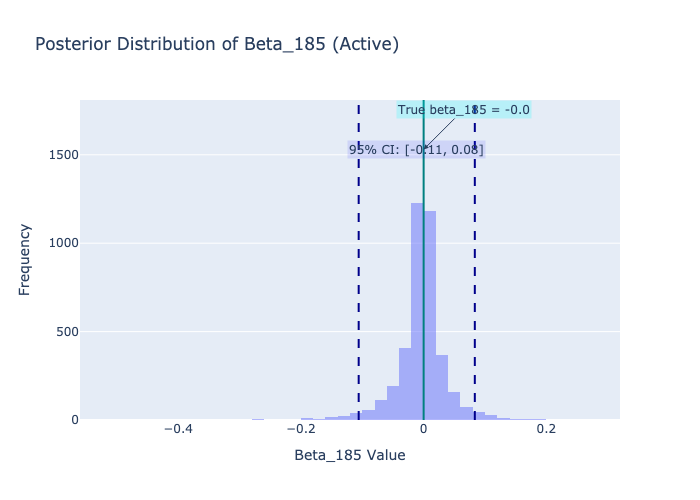 Posterior Distribution of Beta_185 (Active)
True beta_185 = -0.0
95% CI: [-0.11, 0.08]
1500
1000
500
0
Frequency
−0.4
−0.2
0
0.2
Beta_185 Value